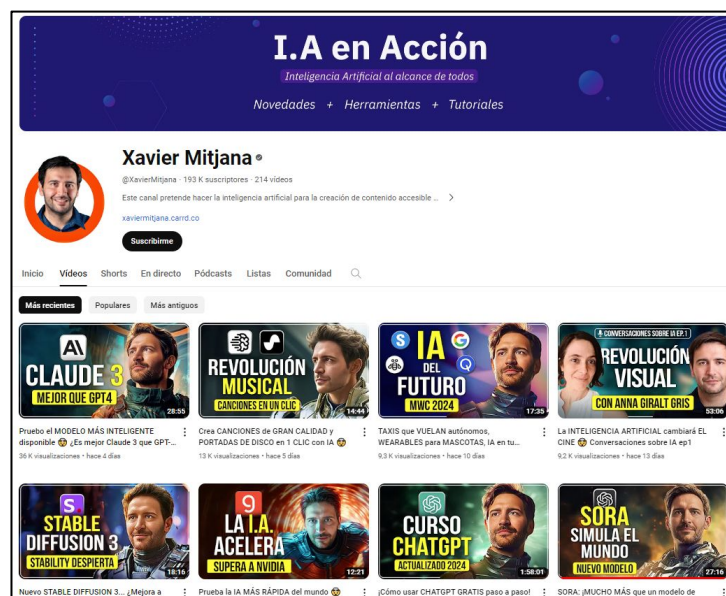 I.A en Acción
Inteligencia Artificial al alcance de todos
Novedades + Herramientas + Tutoriales
Xavier Mitjana
@XavierMitjana · 193 K suscriptores · 214 vídeos
Este canal pretende hacer la inteligencia artificial para la creación de contenido accesible ...
xaviermitjana.carrd.co
Suscribirme
Inicio Vídeos Shorts En directo Pódcasts Listas Comunidad
Más recientes Populares Más antiguos
AI
CLAUDE 3
MEJOR QUE GPT4
28:55
REVOLUCIÓN
MUSICAL
CANCIONES EN UN CLIC
14:44
S G
IA
DEL
FUTURO
MWC 2024
17:35
CONVERSACIONES SOBRE IA EP.1
REVOLUCIÓN
VISUAL
CON ANNA GIRALT GRIS
53:06
Pruebo el MODELO MÁS INTELIGENTE
disponible 🤯 ¿Es mejor Claude 3 que GPT-...
36 K visualizaciones · hace 4 días
Crea CANCIONES de GRAN CALIDAD y
PORTADAS DE DISCO en 1 CLIC con IA 🤯
13 K visualizaciones · hace 5 días
TAXIS que VUELAN autónomos,
WEARABLES para MASCOTAS, IA en tu...
9,3 K visualizaciones · hace 10 días
La INTELIGENCIA ARTIFICIAL cambiará EL
CINE 🤯 Conversaciones sobre IA ep1
9,2 K visualizaciones · hace 13 días
S.
STABLE
DIFFUSION 3
STABILITY DESPIERTA
18:16
g
LA I.A.
ACELERA
SUPERA A NVIDIA
12:21
CURSO
CHATGPT
ACTUALIZADO 2024
1:58:01
SORA
SIMULA EL
MUNDO
NUEVO MODELO
27:16
Nuevo STABLE DIFFUSION 3... ¿Mejora a
Prueba la IA MÁS RÁPIDA del mundo 🤯
¡Cómo usar CHATGPT GRATIS paso a paso!
SORA: ¡MUCHO MÁS que un modelo de